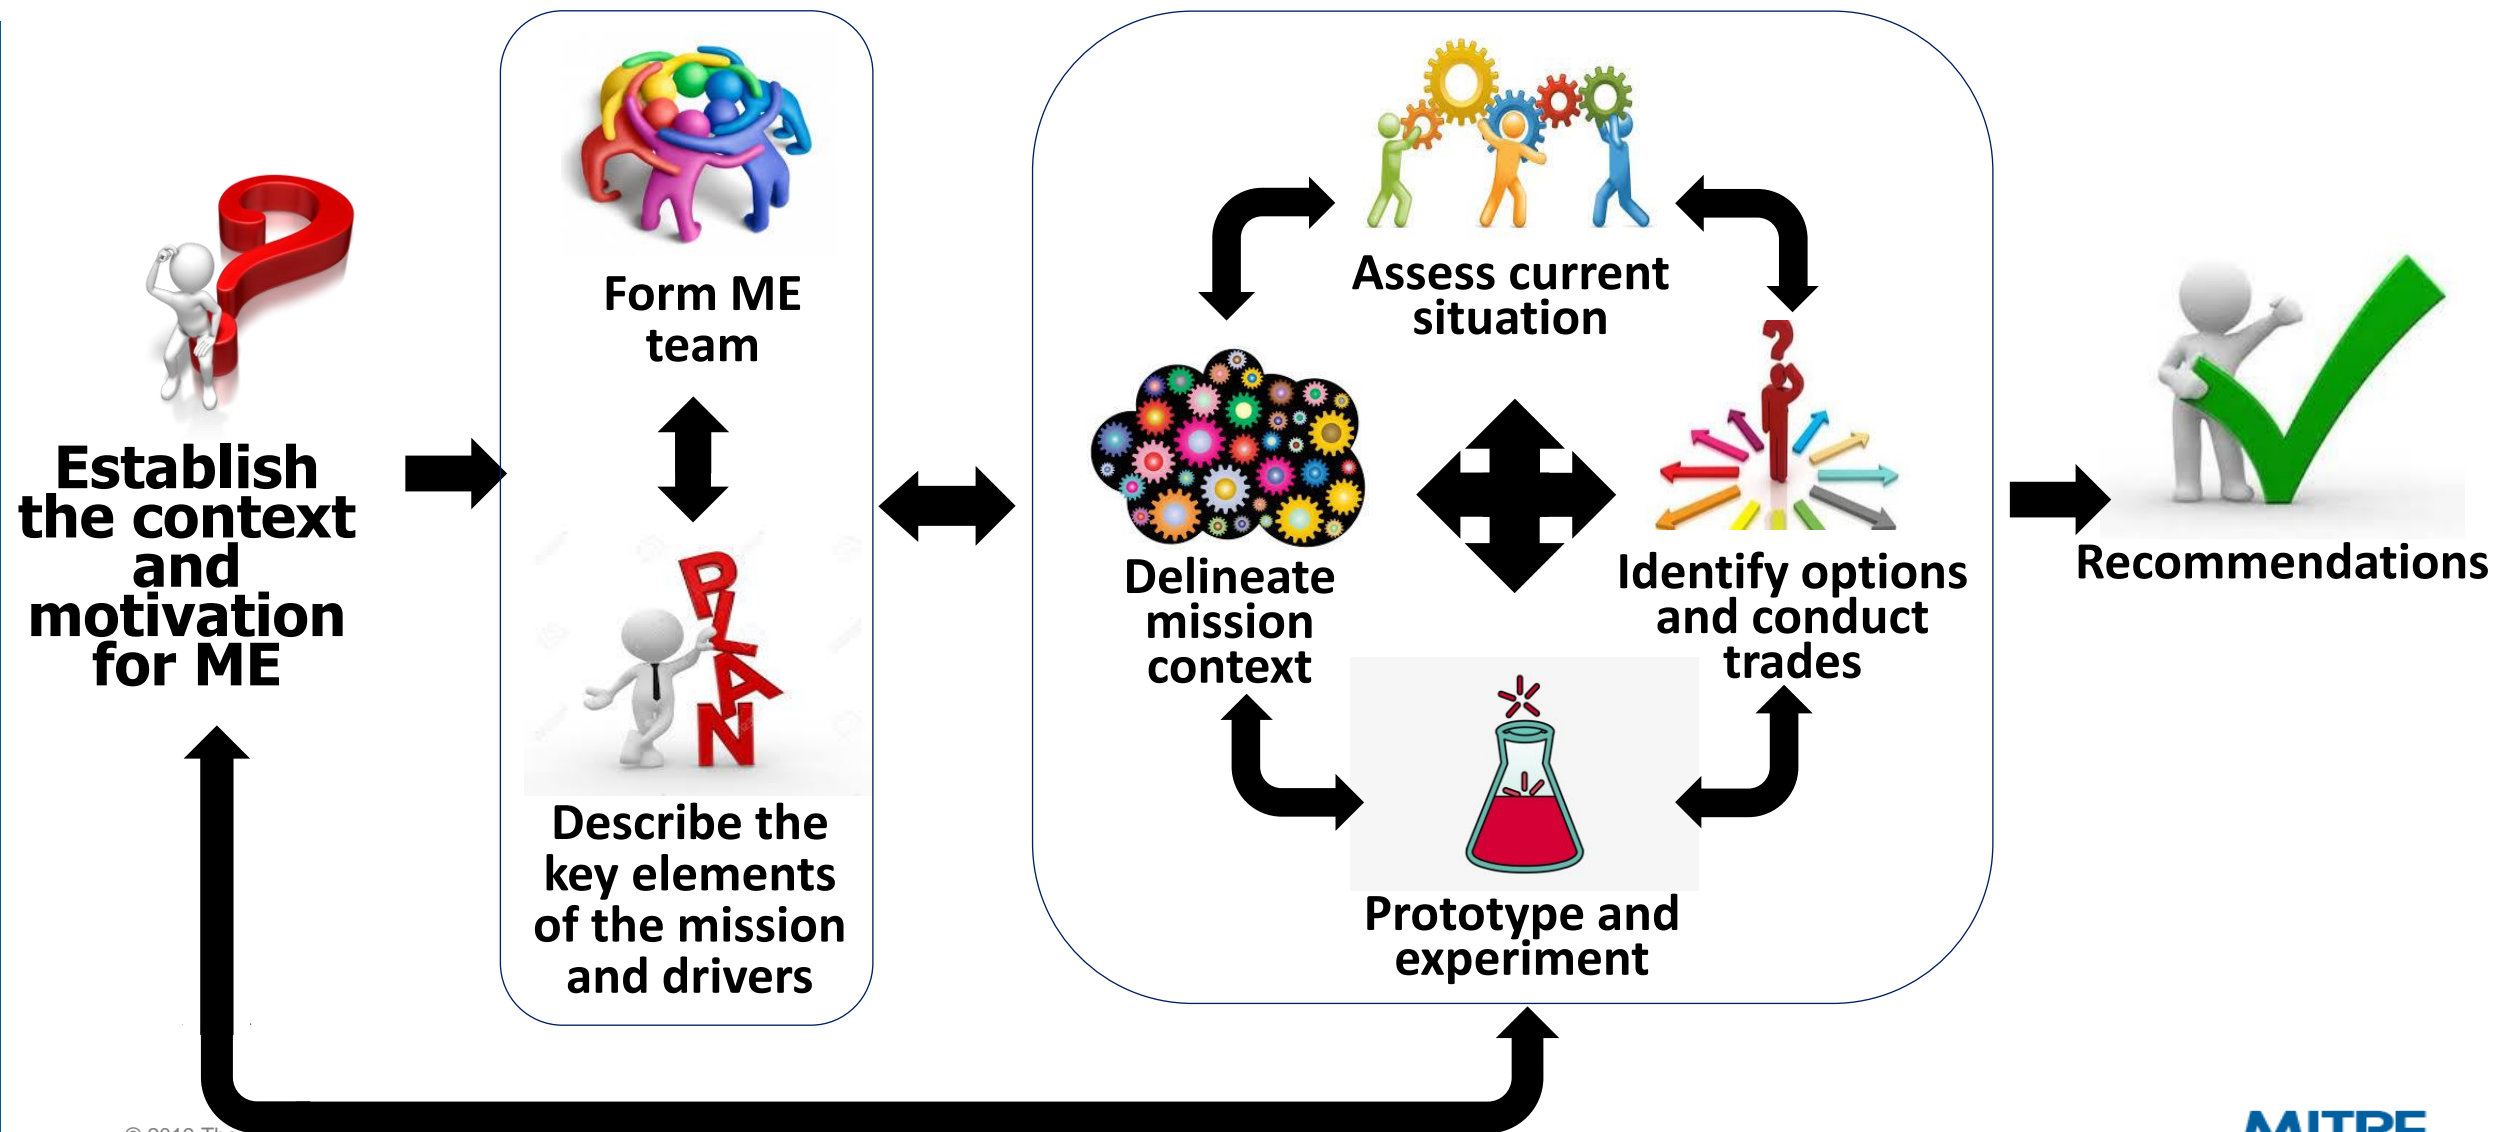 Establish
the context
and
motivation
for ME
Form ME
team
PLAN
Describe the
key elements
of the mission
and drivers
Assess current
situation
Delineate
mission
context
Identify options
and conduct
trades
Prototype and
experiment
Recommendations
MITRE